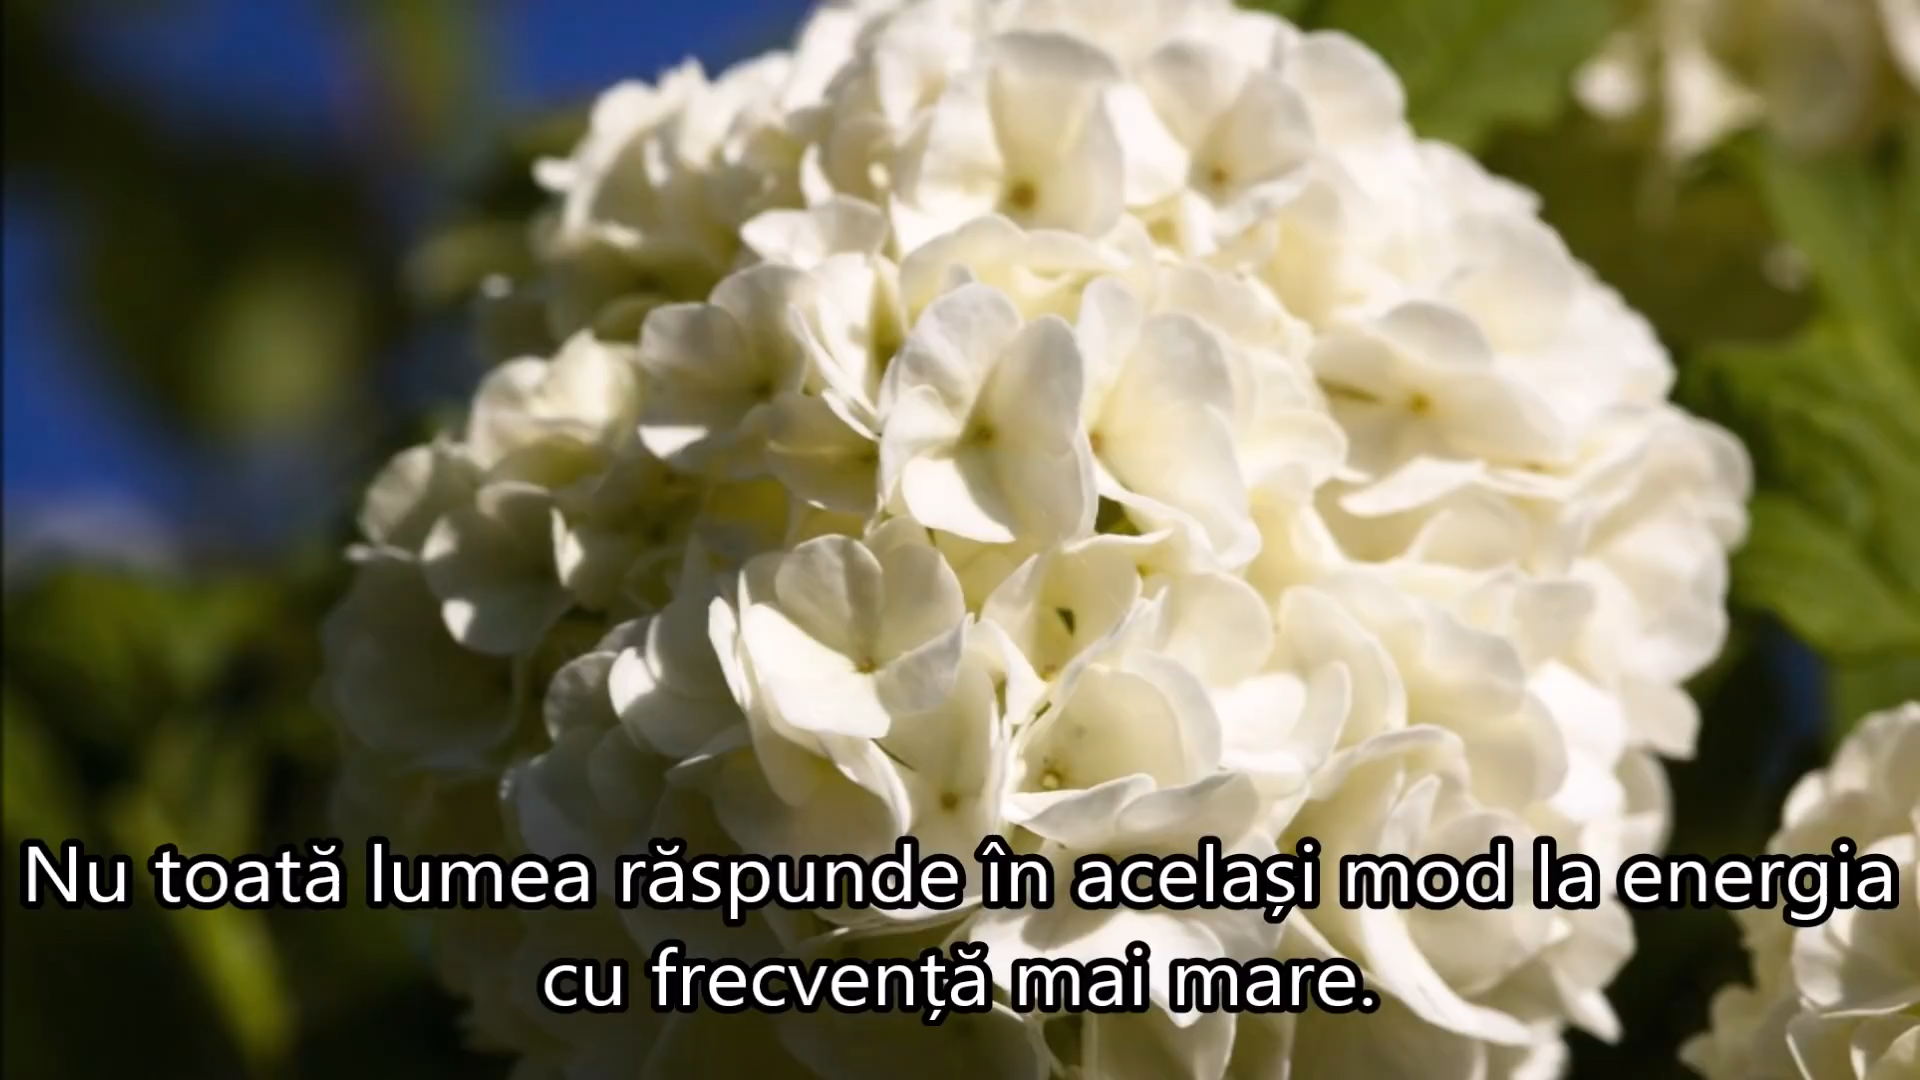 Nu toată lumea răspunde în același mod la energia
cu frecvență mai mare.